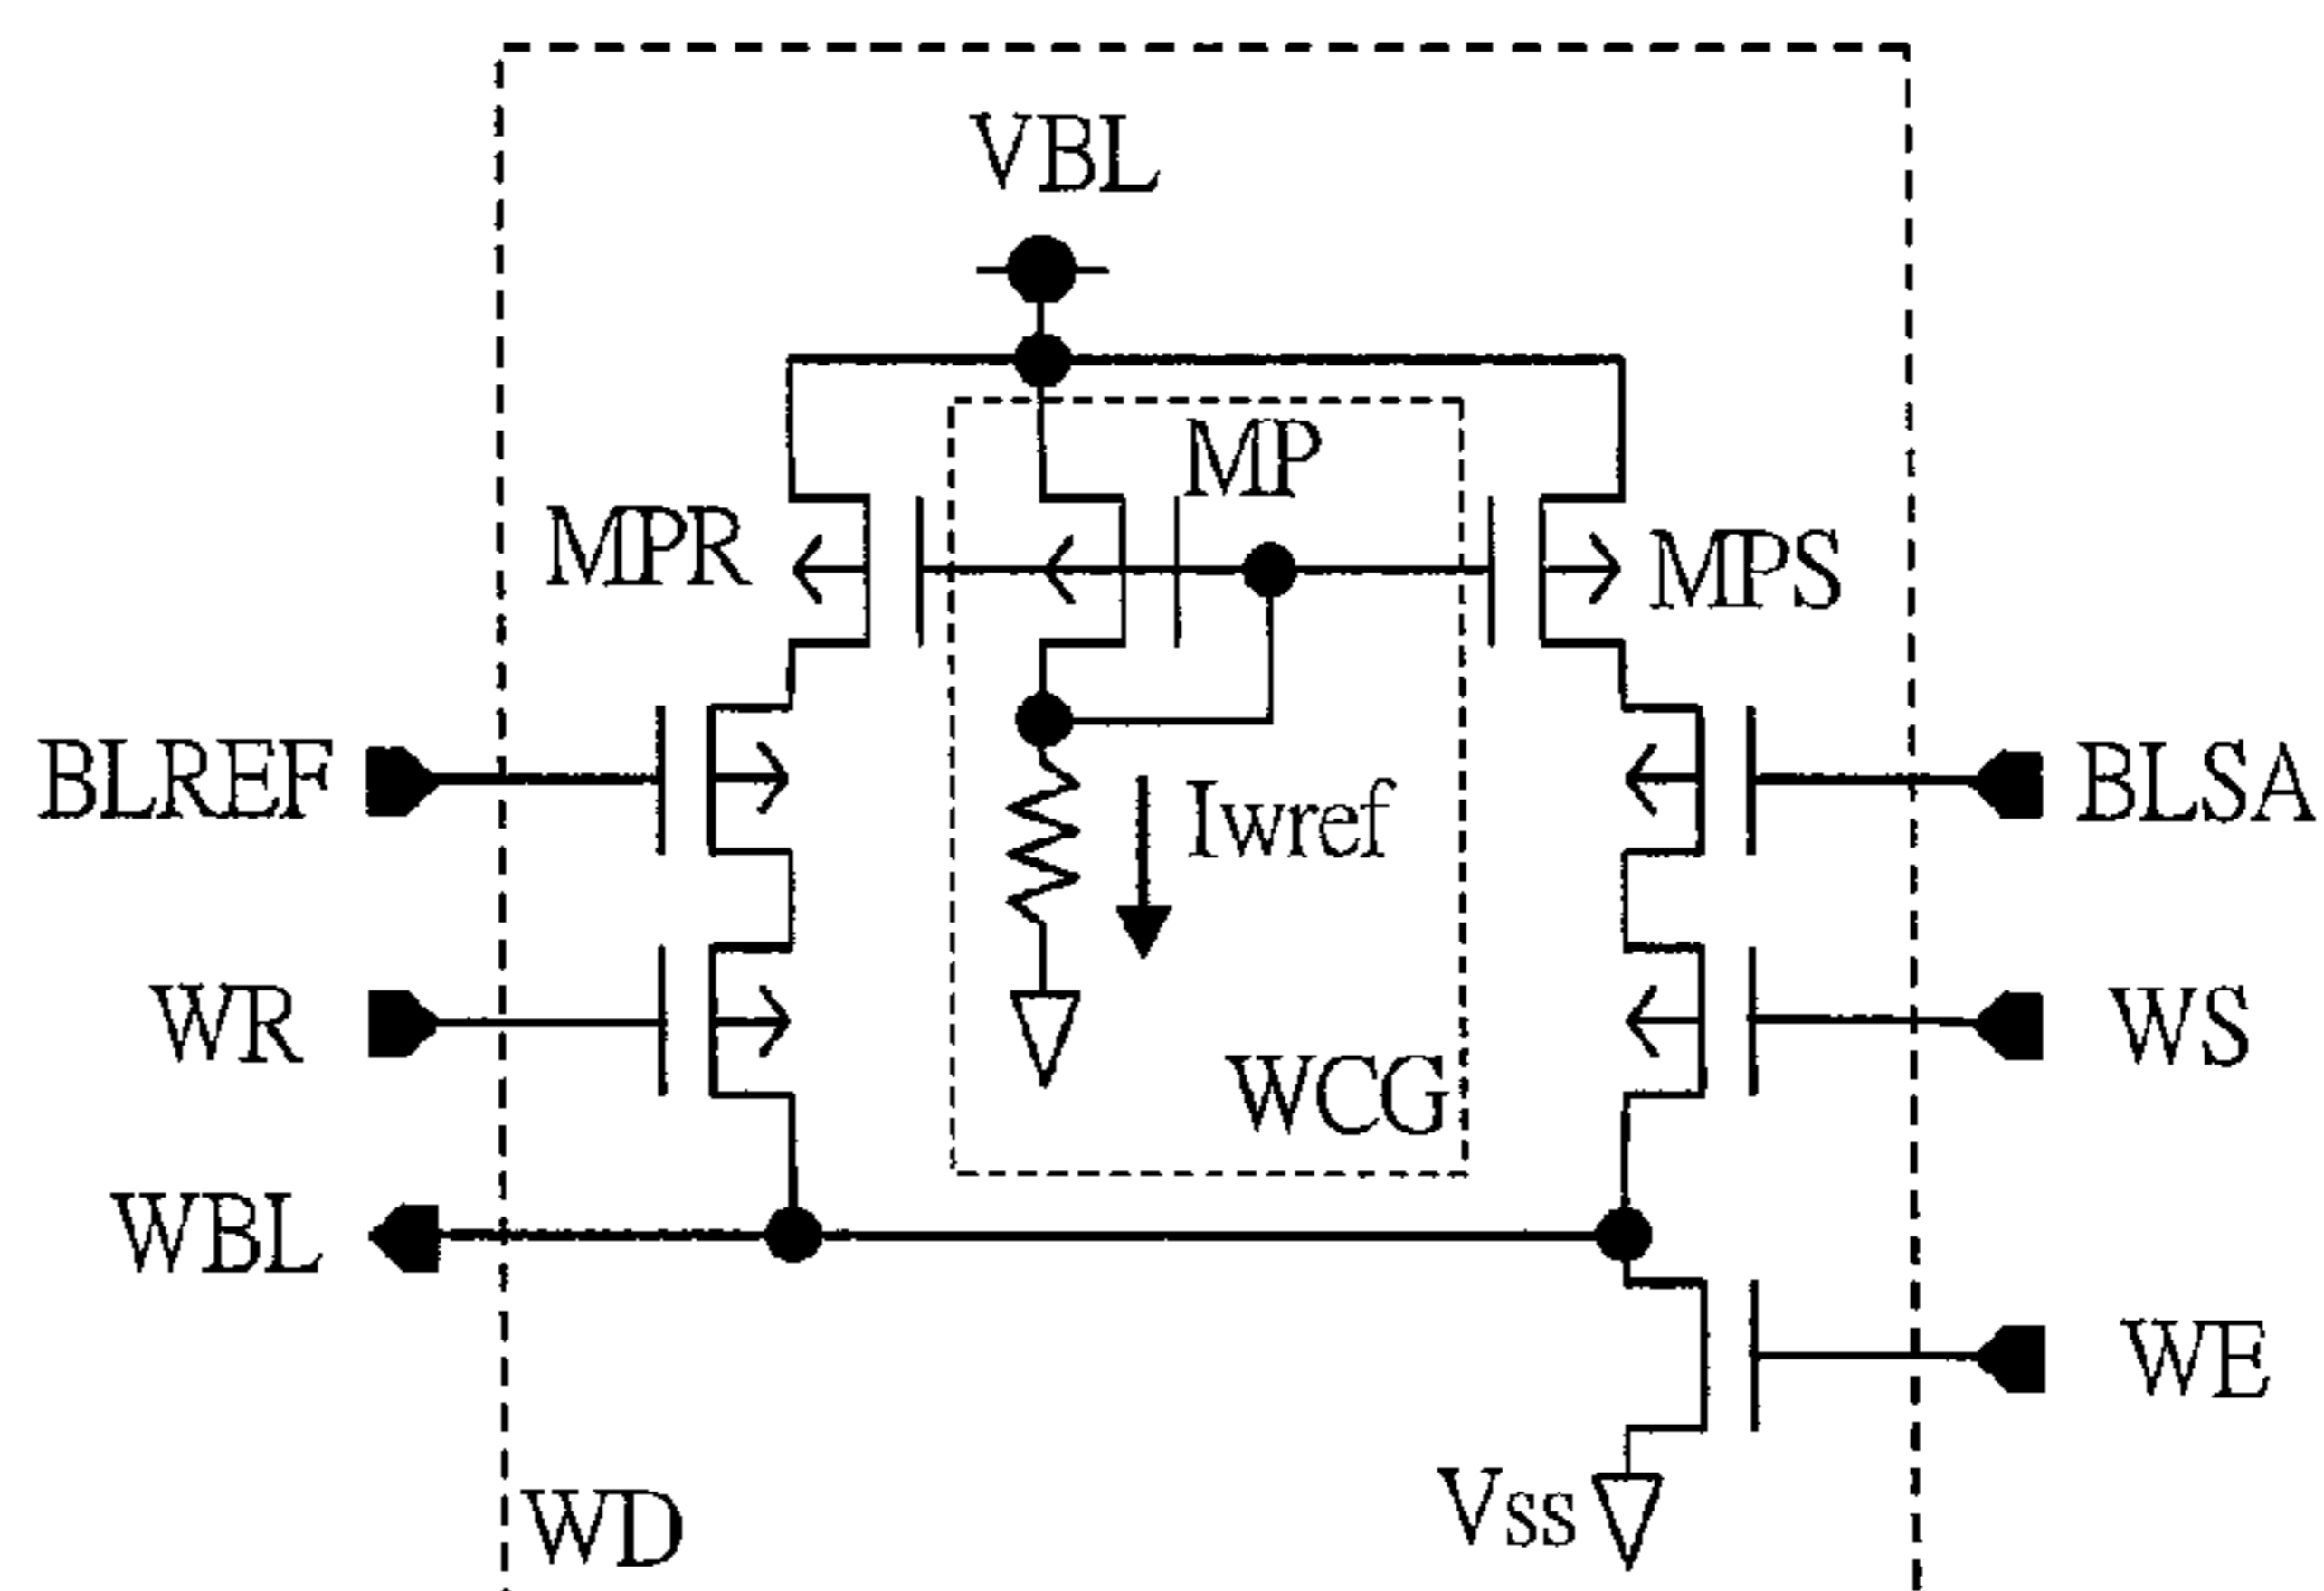 VBL
MP
MPR
MPS
BLREF
Iwref
BLSA
WR
WS
WCG
WBL
WE
Vss
WD